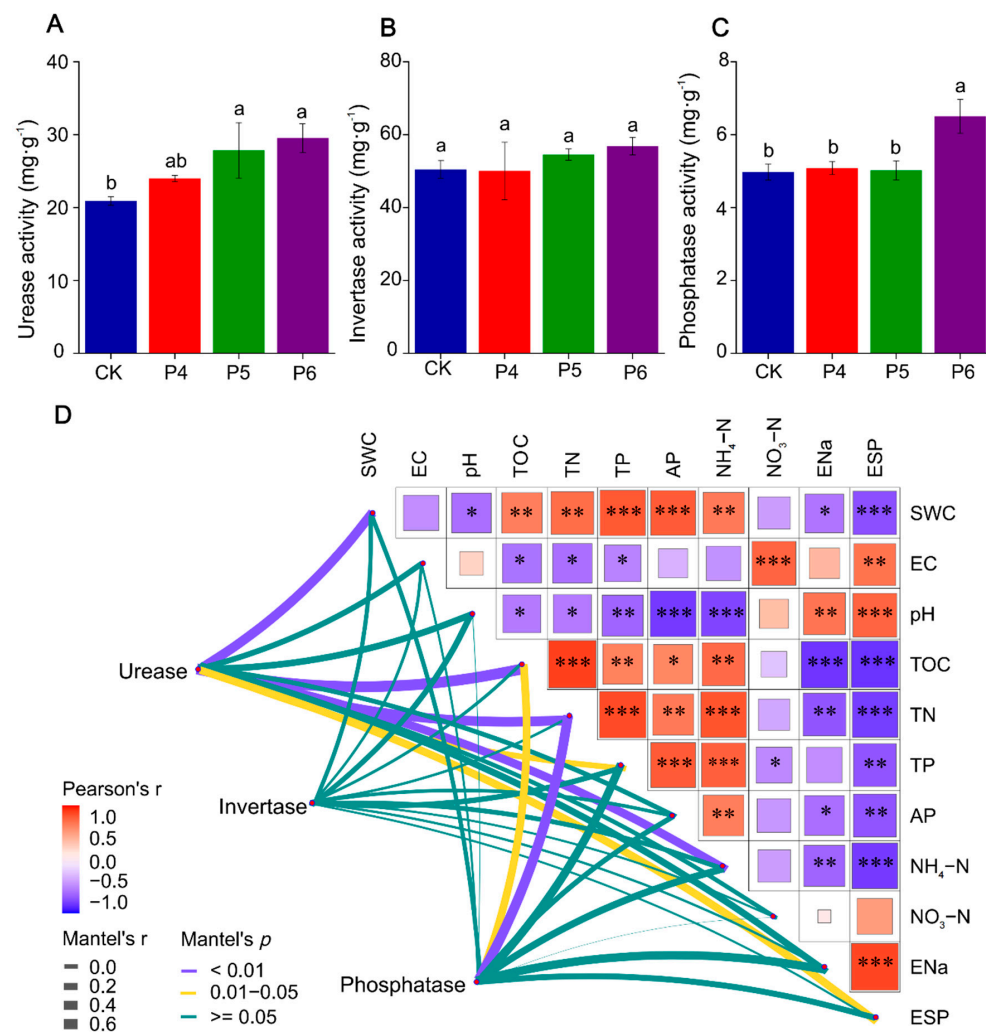 A
B
C
Urease activity (mg·g⁻¹)
40
30
20
10
0
b
ab
a
a
CK
P4
P5
P6
Invertase activity (mg·g⁻¹)
80
60
40
20
0
a
a
a
a
CK
P4
P5
P6
Phosphatase activity (mg·g⁻¹)
8
6
4
2
0
b
b
b
a
CK
P4
P5
P6
D
SWC EC pH TOC TN TP AP NH₄–N NO₃–N ENa ESP
* ** ** *** *** ** * *** SWC
* * * *** ** EC
* * ** *** *** ** *** pH
*** ** * ** *** *** TOC
*** ** *** ** *** TN
*** *** * ** TP
** * ** AP
** *** NH₄–N
NO₃–N
*** ENa
ESP
Urease
Invertase
Phosphatase
Pearson's r
1.0
0.5
0.0
−0.5
−1.0
Mantel's r
0.0
0.2
0.4
0.6
Mantel's p
< 0.01
0.01–0.05
>= 0.05